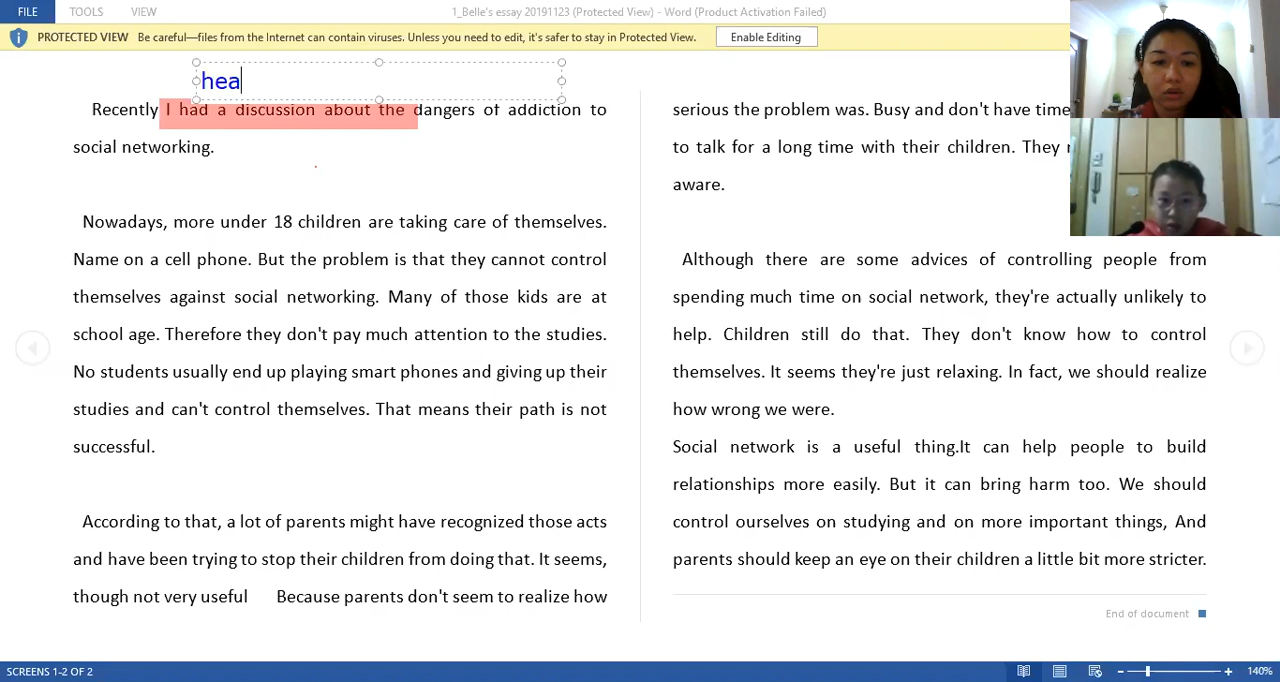 FILE TOOLS VIEW 1_Belle's essay 20191123 (Protected View) - Word (Product Activation Failed)
PROTECTED VIEW Be careful—files from the Internet can contain viruses. Unless you need to edit, it's safer to stay in Protected View. Enable Editing
hea
Recently I had a discussion about the dangers of addiction to
social networking.
Nowadays, more under 18 children are taking care of themselves.
Name on a cell phone. But the problem is that they cannot control
themselves against social networking. Many of those kids are at
school age. Therefore they don't pay much attention to the studies.
No students usually end up playing smart phones and giving up their
studies and can't control themselves. That means their path is not
successful.
According to that, a lot of parents might have recognized those acts
and have been trying to stop their children from doing that. It seems,
though not very useful Because parents don't seem to realize how
serious the problem was. Busy and don't have time
to talk for a long time with their children. They
aware.
Although there are some advices of controlling people from
spending much time on social network, they're actually unlikely to
help. Children still do that. They don't know how to control
themselves. It seems they're just relaxing. In fact, we should realize
how wrong we were.
Social network is a useful thing.It can help people to build
relationships more easily. But it can bring harm too. We should
control ourselves on studying and on more important things, And
parents should keep an eye on their children a little bit more stricter.
End of document
SCREENS 1-2 OF 2 140%